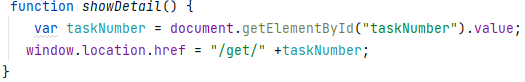 function showDetail() {
var taskNumber = document.getElementById("taskNumber").value;
window.location.href = "/get/" +taskNumber;
}